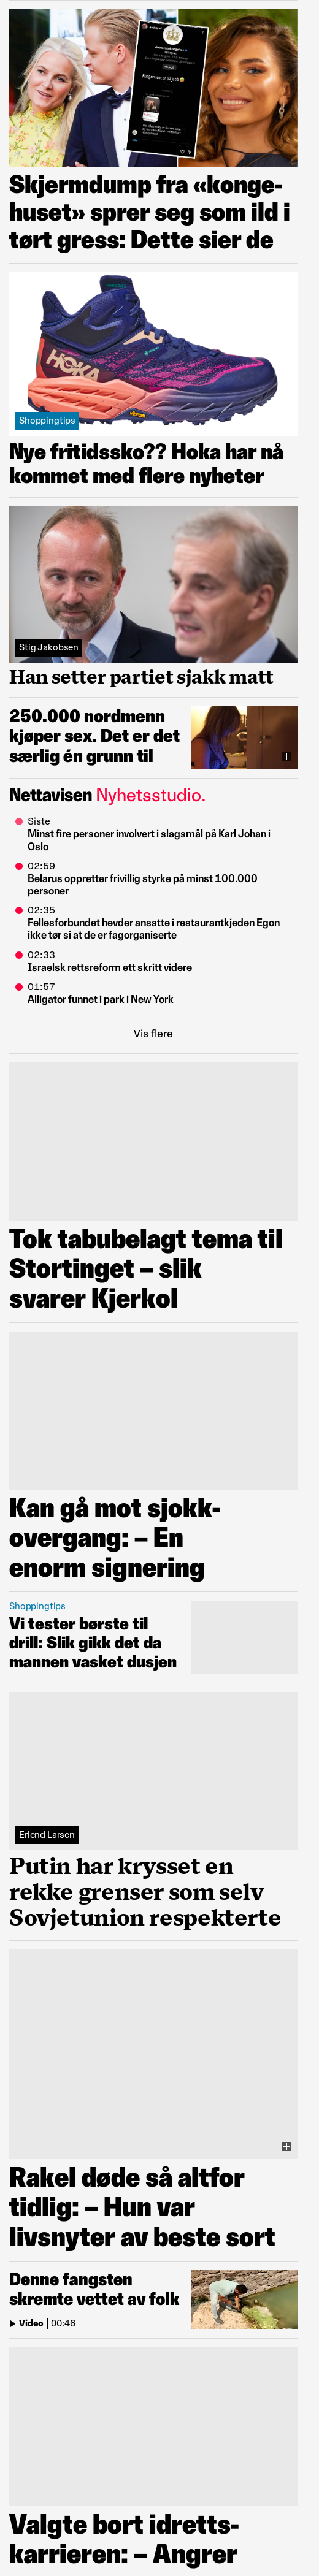 Skjermdump fra «konge-
huset» sprer seg som ild i
tørt gress: Dette sier de
HOKA
vibram
Shoppingtips
Nye fritidssko?? Hoka har nå
kommet med flere nyheter
Stig Jakobsen
Han setter partiet sjakk matt
250.000 nordmenn
kjøper sex. Det er det
særlig én grunn til
Nettavisen Nyhetsstudio.
Siste
Minst fire personer involvert i slagsmål på Karl Johan i
Oslo
02:59
Belarus oppretter frivillig styrke på minst 100.000
personer
02:35
Fellesforbundet hevder ansatte i restaurantkjeden Egon
ikke tør si at de er fagorganiserte
02:33
Israelsk rettsreform ett skritt videre
01:57
Alligator funnet i park i New York
Vis flere
Tok tabubelagt tema til
Stortinget – slik
svarer Kjerkol
Kan gå mot sjokk-
overgang: – En
enorm signering
Shoppingtips
Vi tester børste til
drill: Slik gikk det da
mannen vasket dusjen
Erlend Larsen
Putin har krysset en
rekke grenser som selv
Sovjetunion respekterte
Rakel døde så altfor
tidlig: – Hun var
livsnyter av beste sort
Denne fangsten
skremte vettet av folk
Video | 00:46
Valgte bort idretts-
karrieren: – Angrer